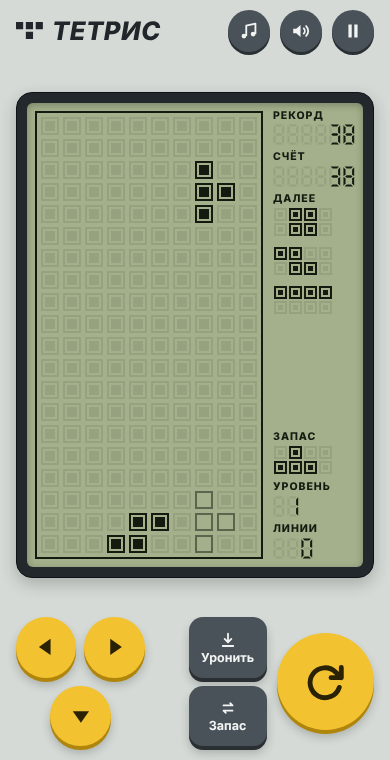 ТЕТРИС
РЕКОРД
38
СЧЁТ
38
ДАЛЕЕ
ЗАПАС
УРОВЕНЬ
1
ЛИНИИ
0
Уронить
Запас